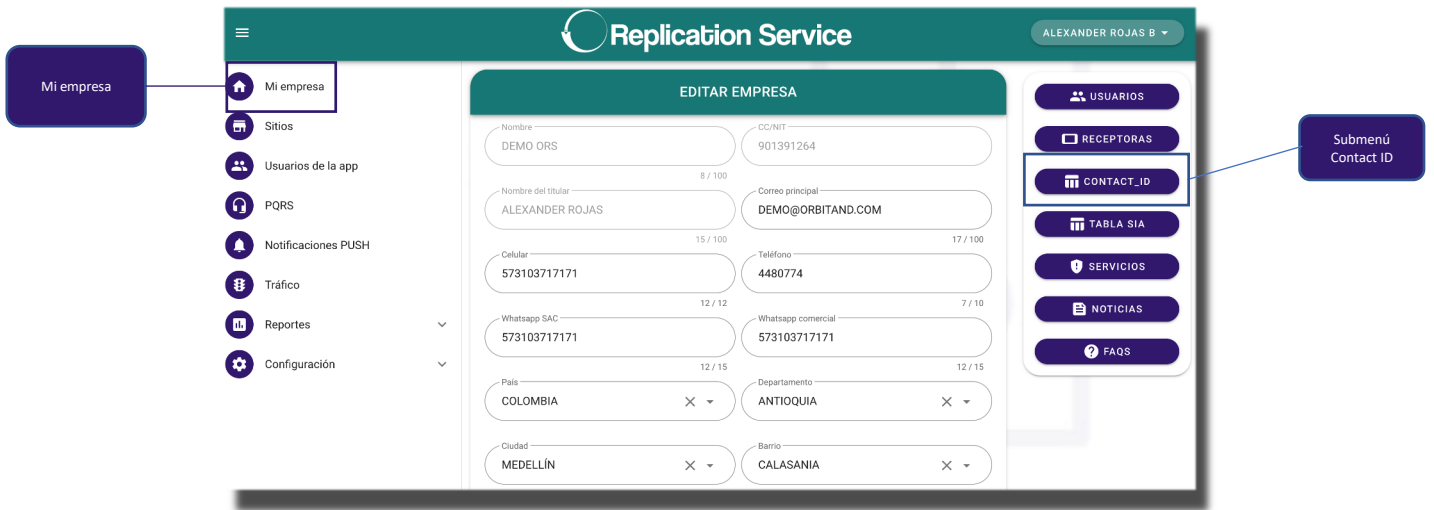 Replication Service
ALEXANDER ROJAS B
Mi empresa
Mi empresa
Sitios
Usuarios de la app
PQRS
Notificaciones PUSH
Tráfico
Reportes
Configuración
EDITAR EMPRESA
Nombre
DEMO ORS
8 / 100
CC/NIT
901391264
Nombre del titular
ALEXANDER ROJAS
15 / 100
Correo principal
DEMO@ORBITAND.COM
17 / 100
Celular
573103717171
12 / 12
Teléfono
4480774
7 / 10
Whatsapp SAC
573103717171
12 / 15
Whatsapp comercial
573103717171
12 / 15
País
COLOMBIA
Departamento
ANTIOQUIA
Ciudad
MEDELLÍN
Barrio
CALASANIA
USUARIOS
RECEPTORAS
CONTACT_ID
TABLA SIA
SERVICIOS
NOTICIAS
FAQS
Submenú
Contact ID